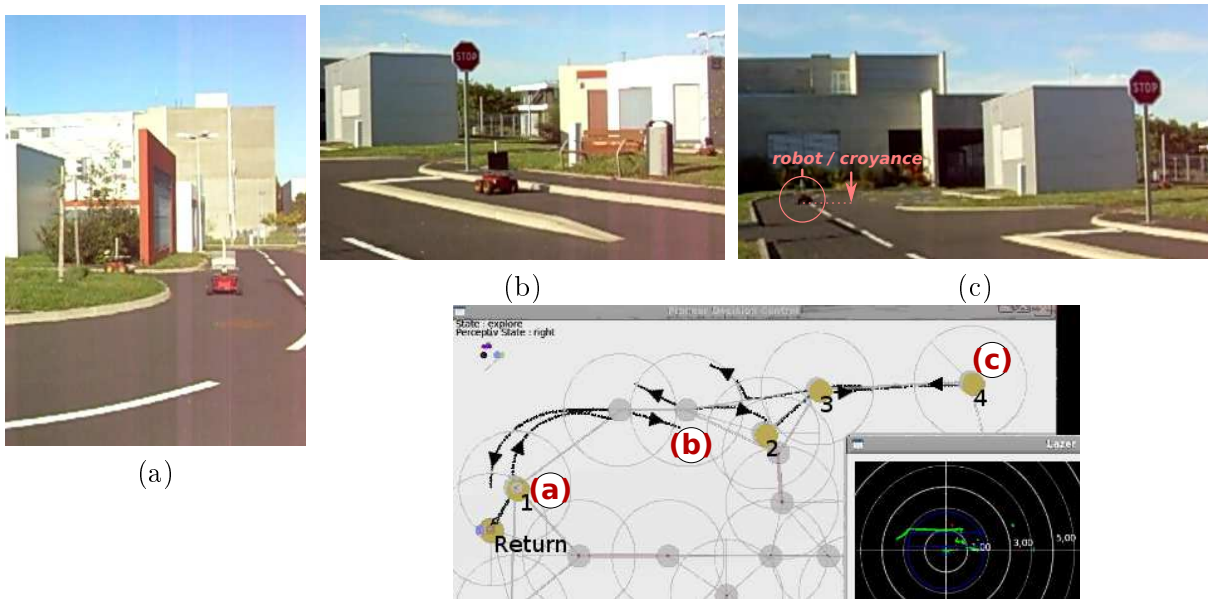 STOP
STOP
robot / croyance
(a)
(b)
(c)
State : explore
Perceptiv State : right
(c)
4
3
(b)
2
Lazer
(a)
1
Return
3,00
5,00